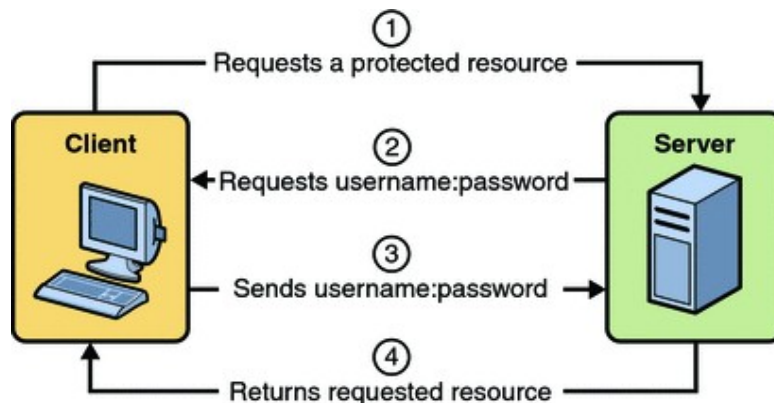 1
Requests a protected resource
Client
Server
2
Requests username:password
3
Sends username:password
4
Returns requested resource